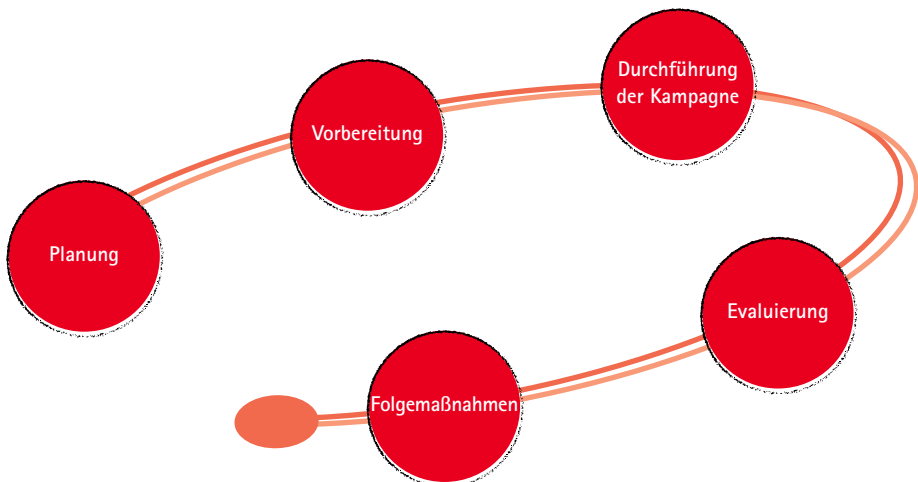 Planung
Vorbereitung
Durchführung
der Kampagne
Evaluierung
Folgemaßnahmen